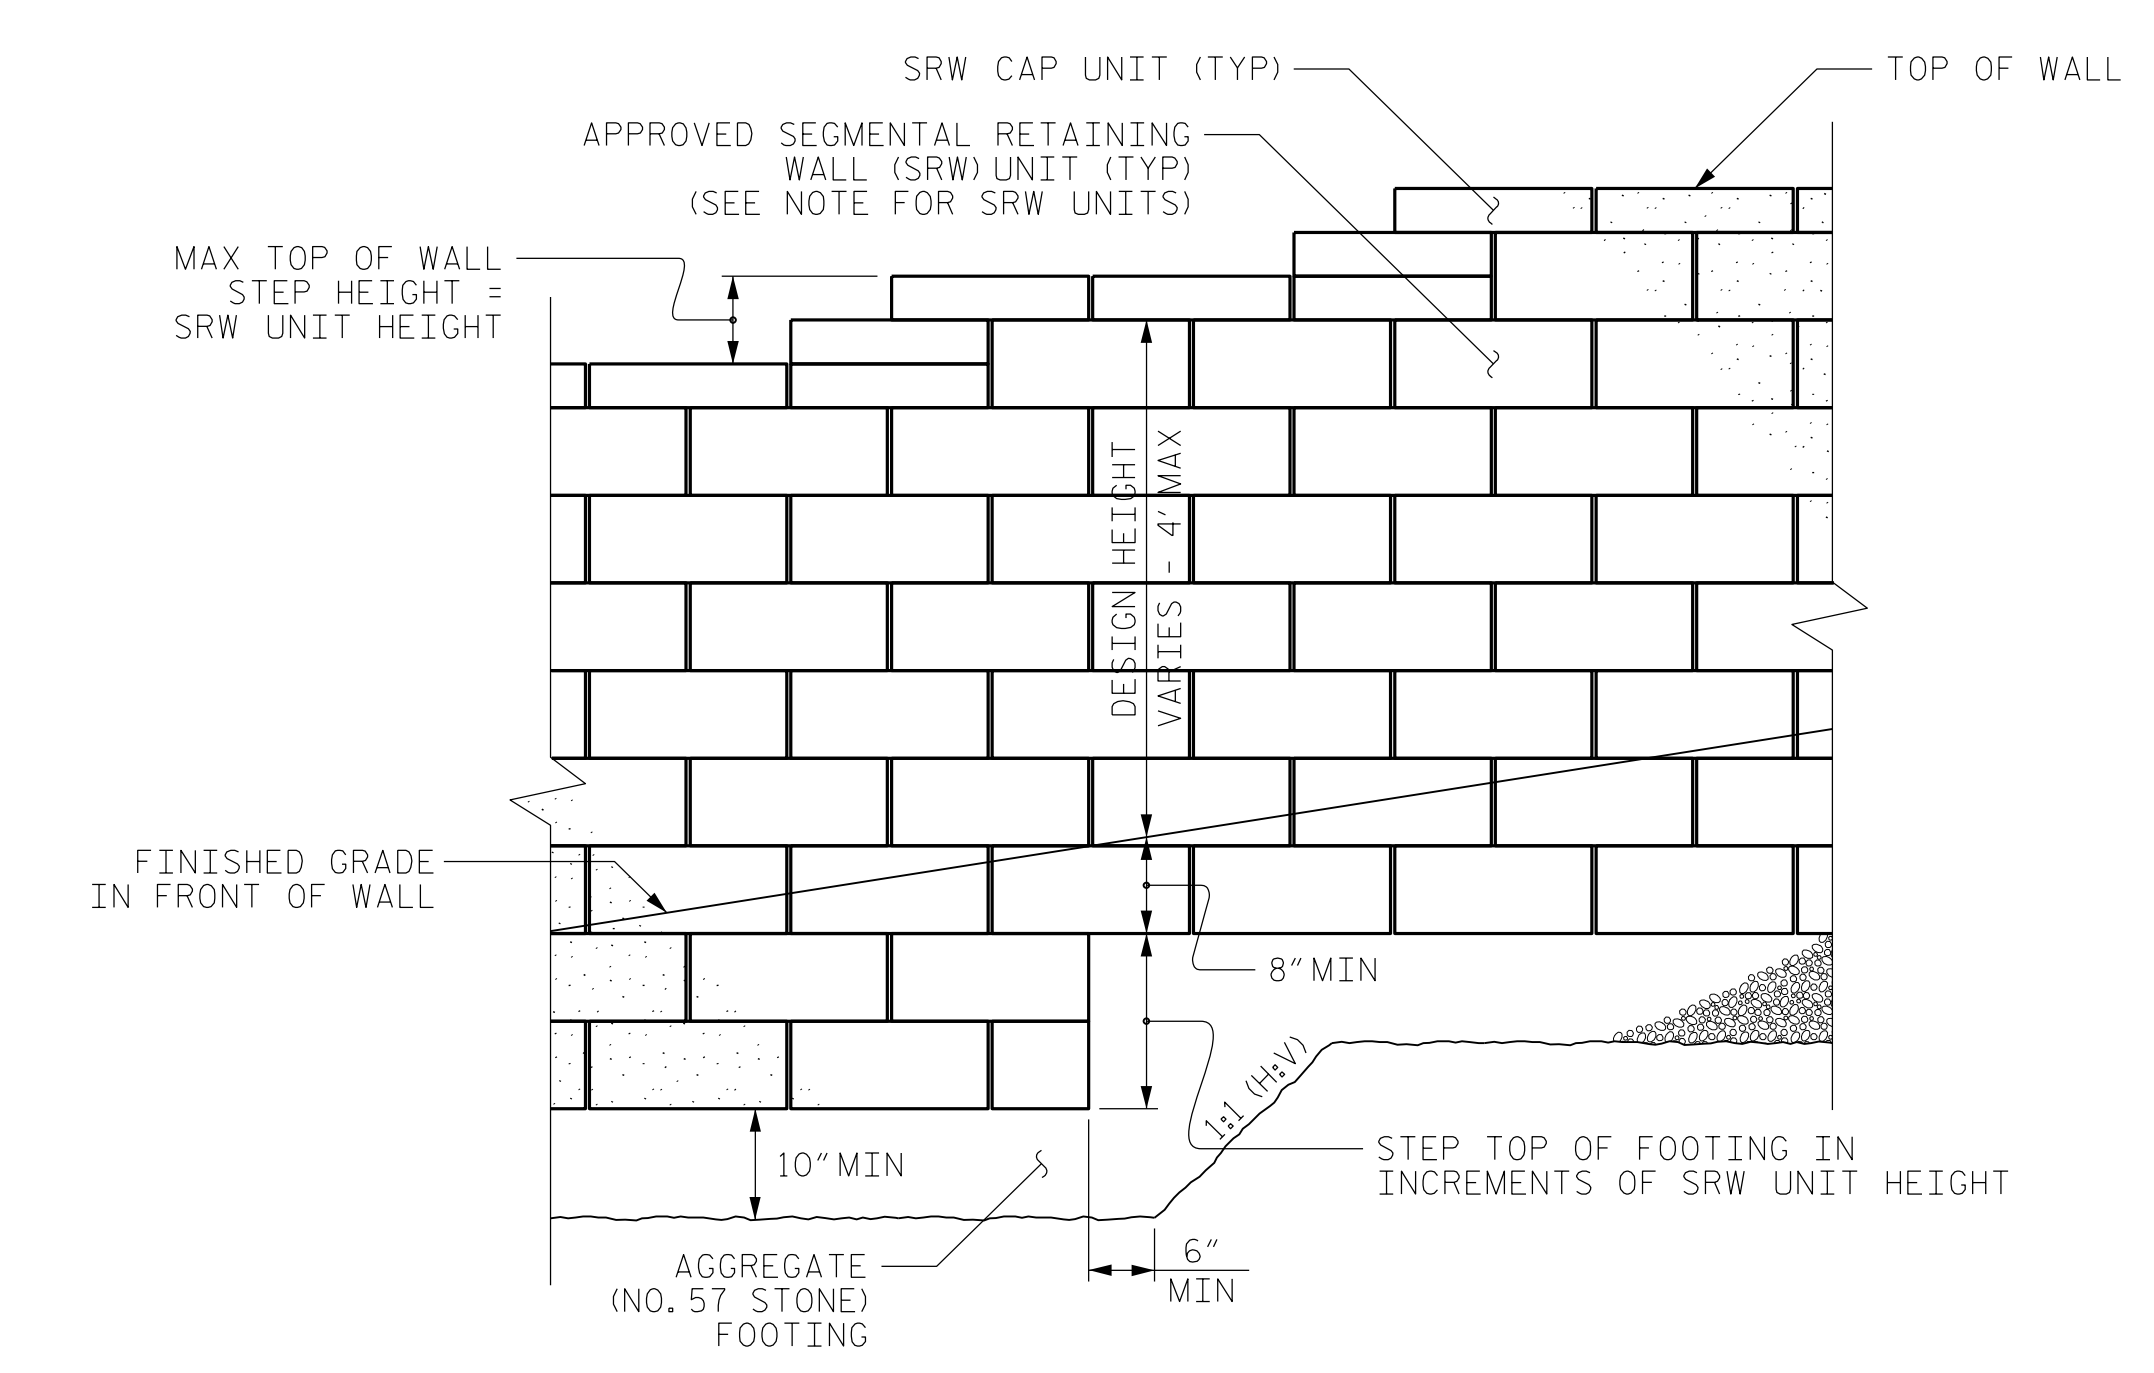 SRW CAP UNIT (TYP)
TOP OF WALL
APPROVED SEGMENTAL RETAINING
WALL (SRW) UNIT (TYP)
(SEE NOTE FOR SRW UNITS)
MAX TOP OF WALL
STEP HEIGHT =
SRW UNIT HEIGHT
DESIGN HEIGHT
VARIES - 4' MAX
FINISHED GRADE
IN FRONT OF WALL
8" MIN
1:1 (H:V)
10" MIN
STEP TOP OF FOOTING IN
INCREMENTS OF SRW UNIT HEIGHT
6"
MIN
AGGREGATE
(NO. 57 STONE)
FOOTING